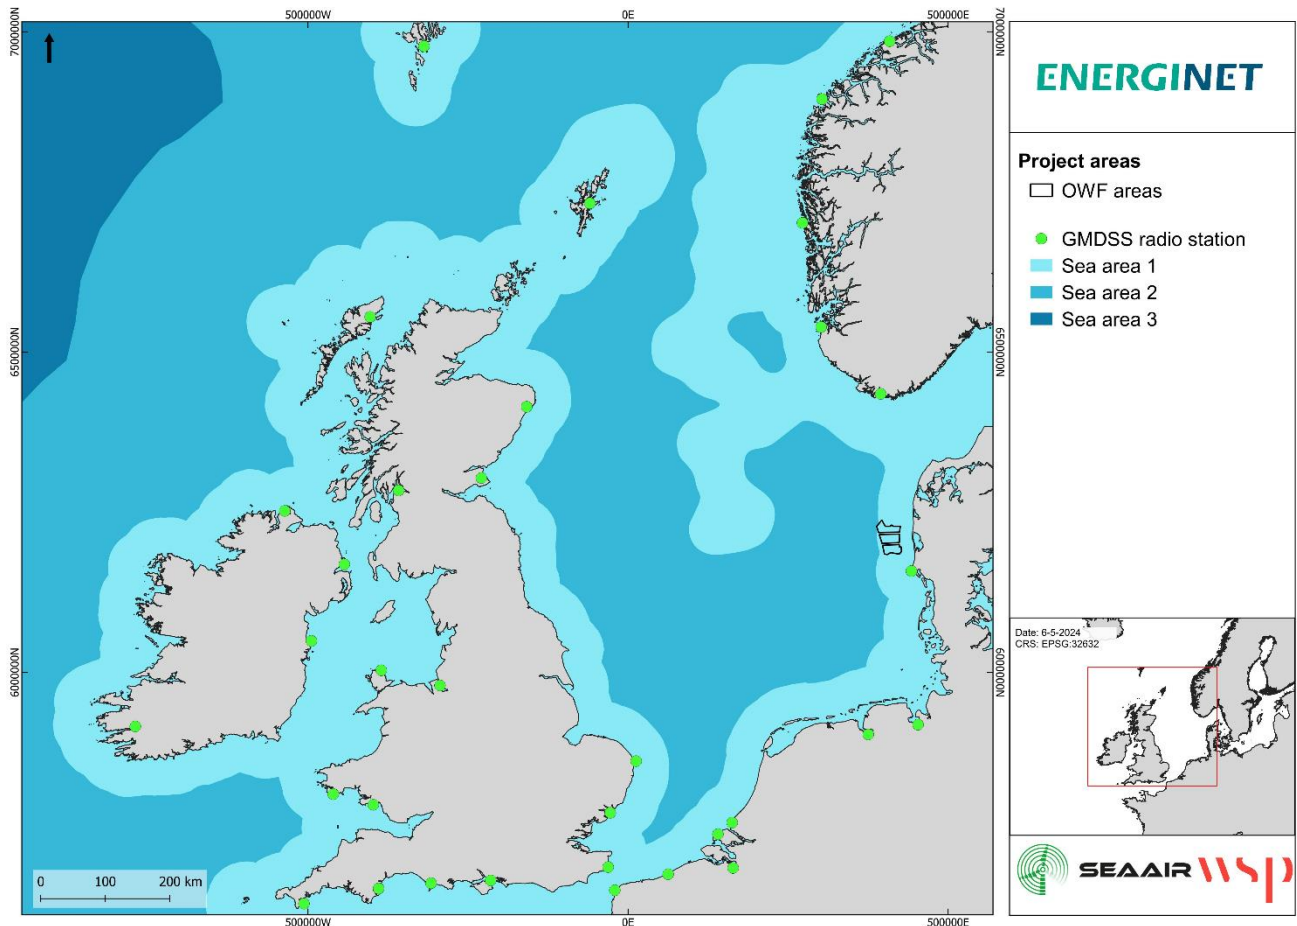 500000W
0E
500000E
7000000N
7000000N
6500000N
6500000N
6000000N
6000000N
0
100
200 km
500000W
0E
500000E
ENERGINET
Project areas
OWF areas
GMDSS radio station
Sea area 1
Sea area 2
Sea area 3
Date: 6-5-2024
CRS: EPSG:32632
SEAAIR
wsp